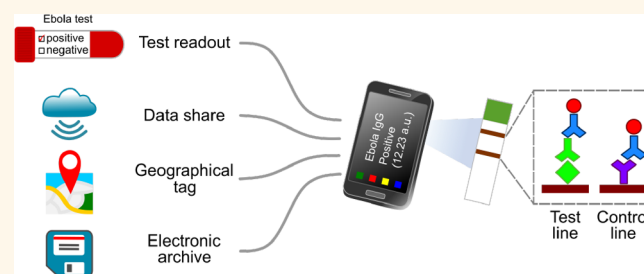 Ebola test
positive
negative
Test readout
Data share
Geographical
tag
Electronic
archive
Ebola IgG
Positive
(12.23 a.u.)
Test
line
Contro
line